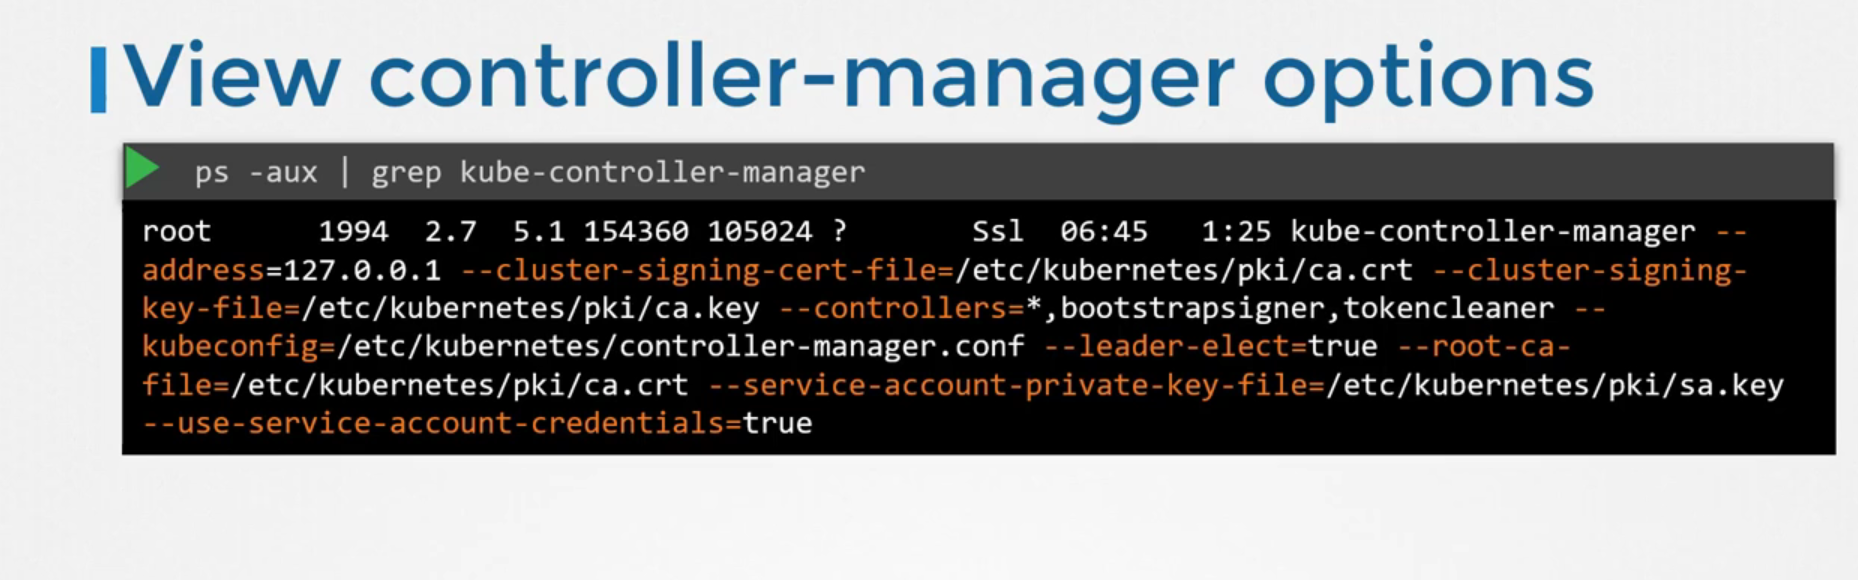 View controller-manager options
ps -aux | grep kube-controller-manager
root      1994  2.7  5.1 154360 105024 ?       Ssl  06:45   1:25 kube-controller-manager --
address=127.0.0.1 --cluster-signing-cert-file=/etc/kubernetes/pki/ca.crt --cluster-signing-
key-file=/etc/kubernetes/pki/ca.key --controllers=*,bootstrapsigner,tokencleaner --
kubeconfig=/etc/kubernetes/controller-manager.conf --leader-elect=true --root-ca-
file=/etc/kubernetes/pki/ca.crt --service-account-private-key-file=/etc/kubernetes/pki/sa.key
--use-service-account-credentials=true